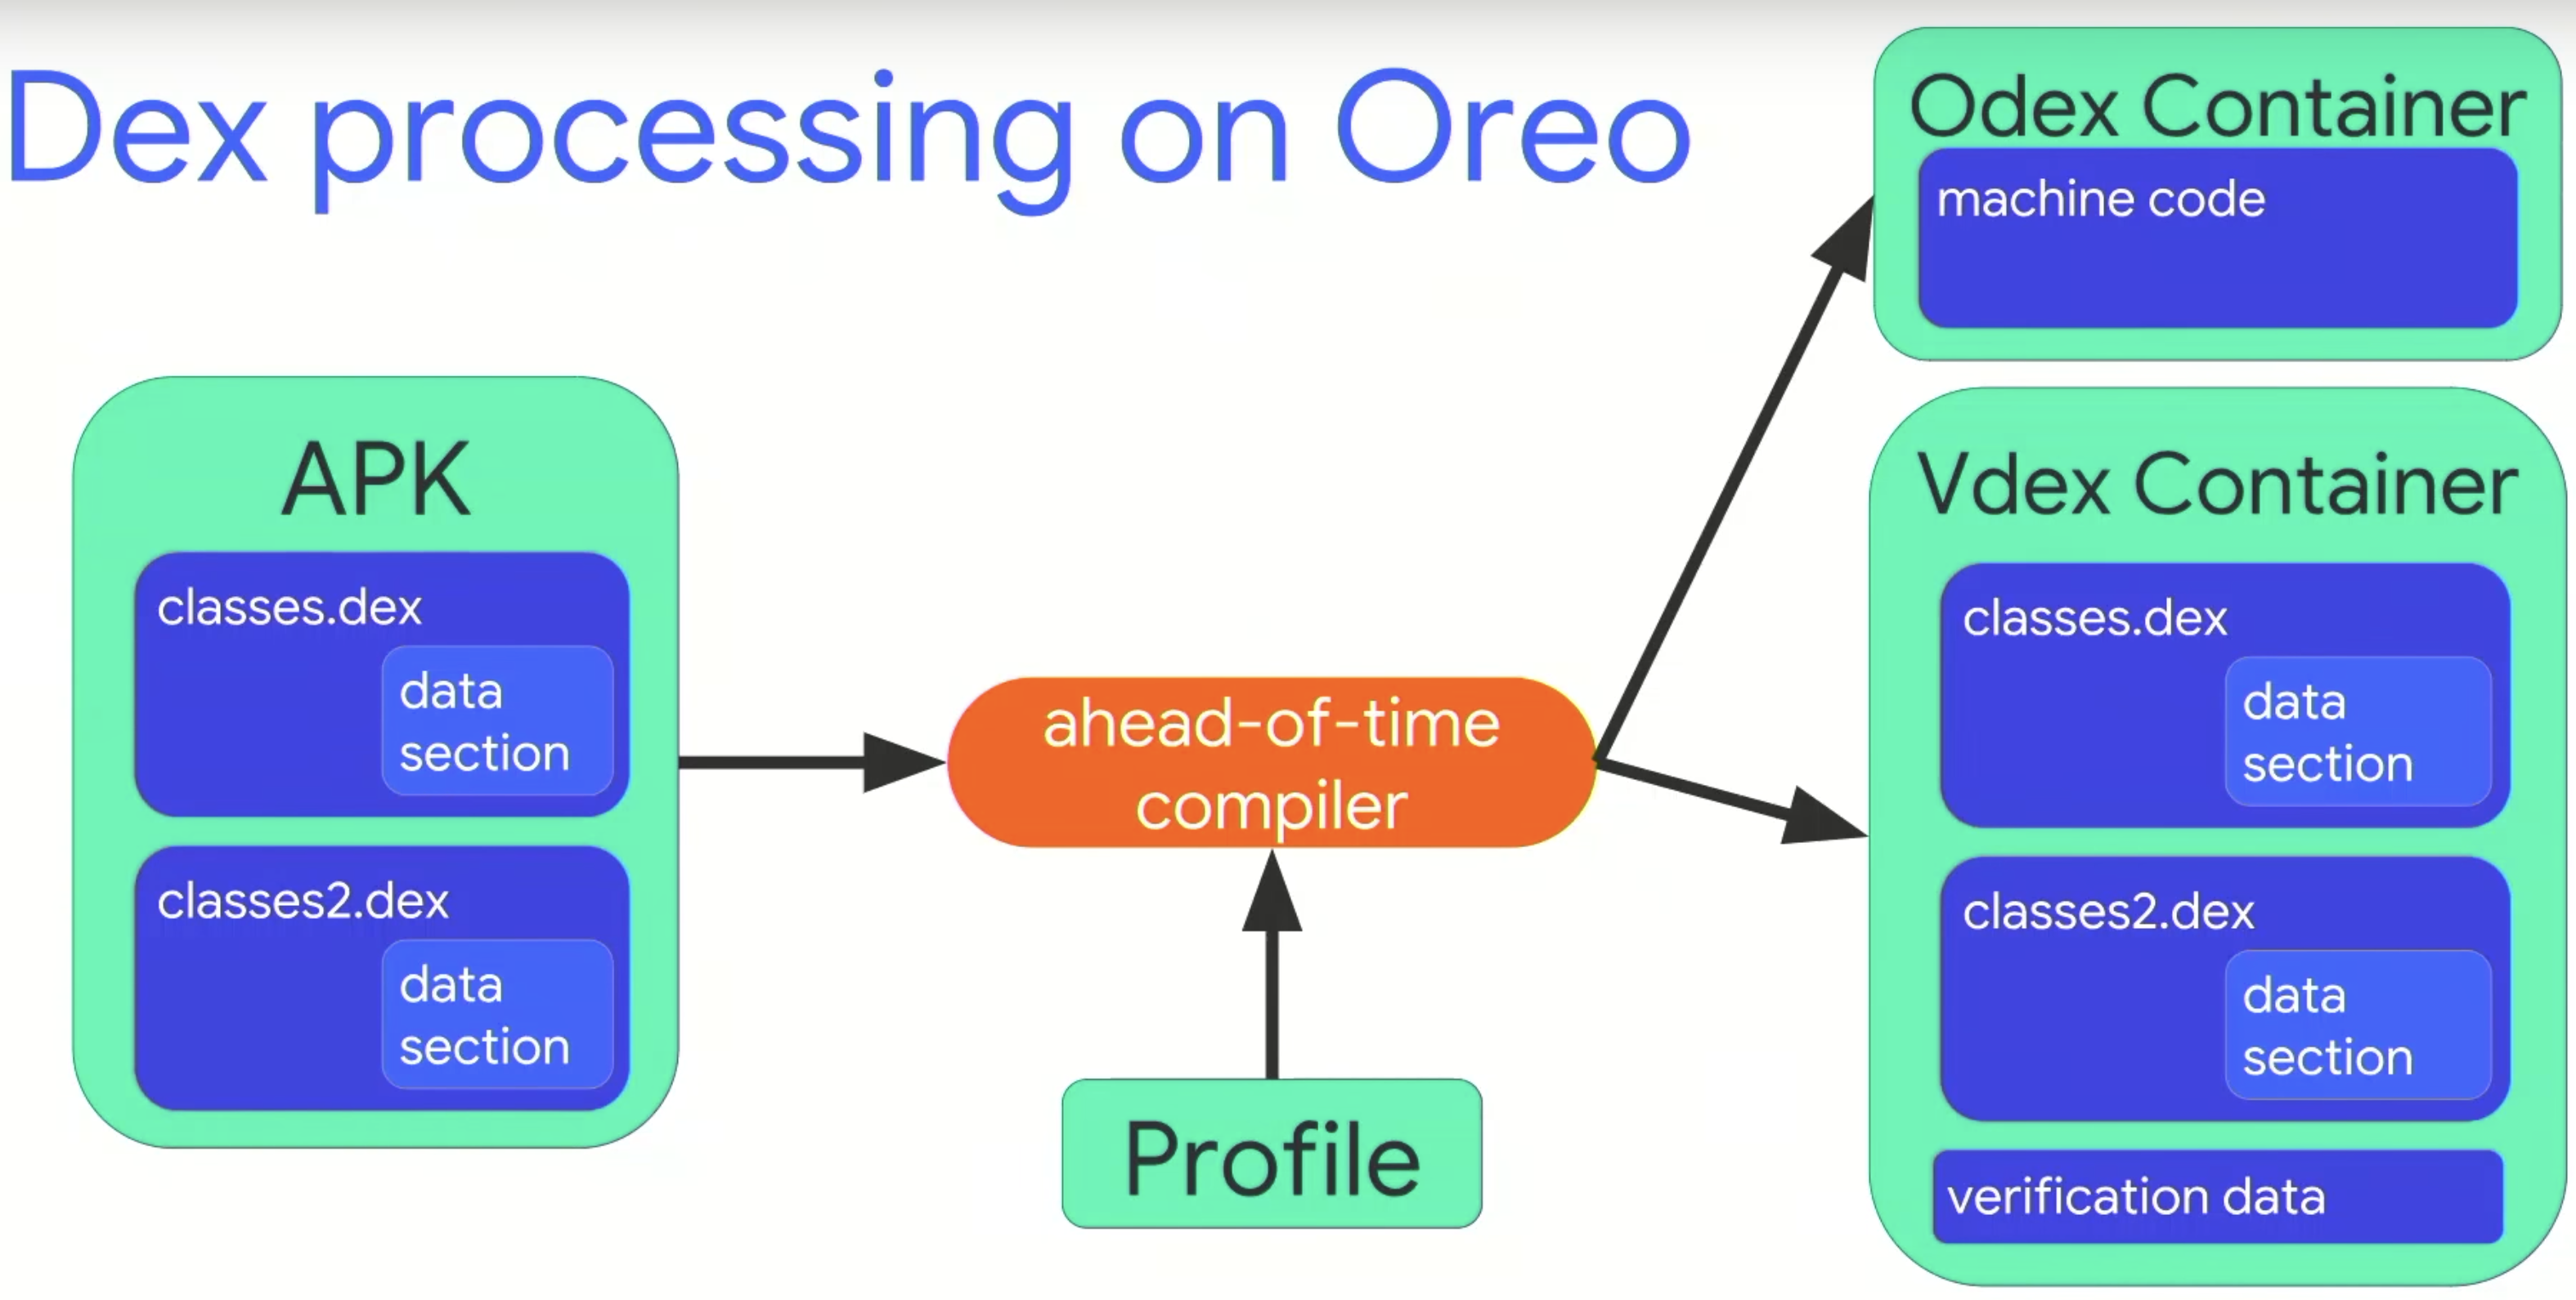 Dex processing on Oreo
APK
classes.dex
data
section
classes2.dex
data
section
ahead-of-time
compiler
Profile
Odex Container
machine code
Vdex Container
classes.dex
data
section
classes2.dex
data
section
verification data